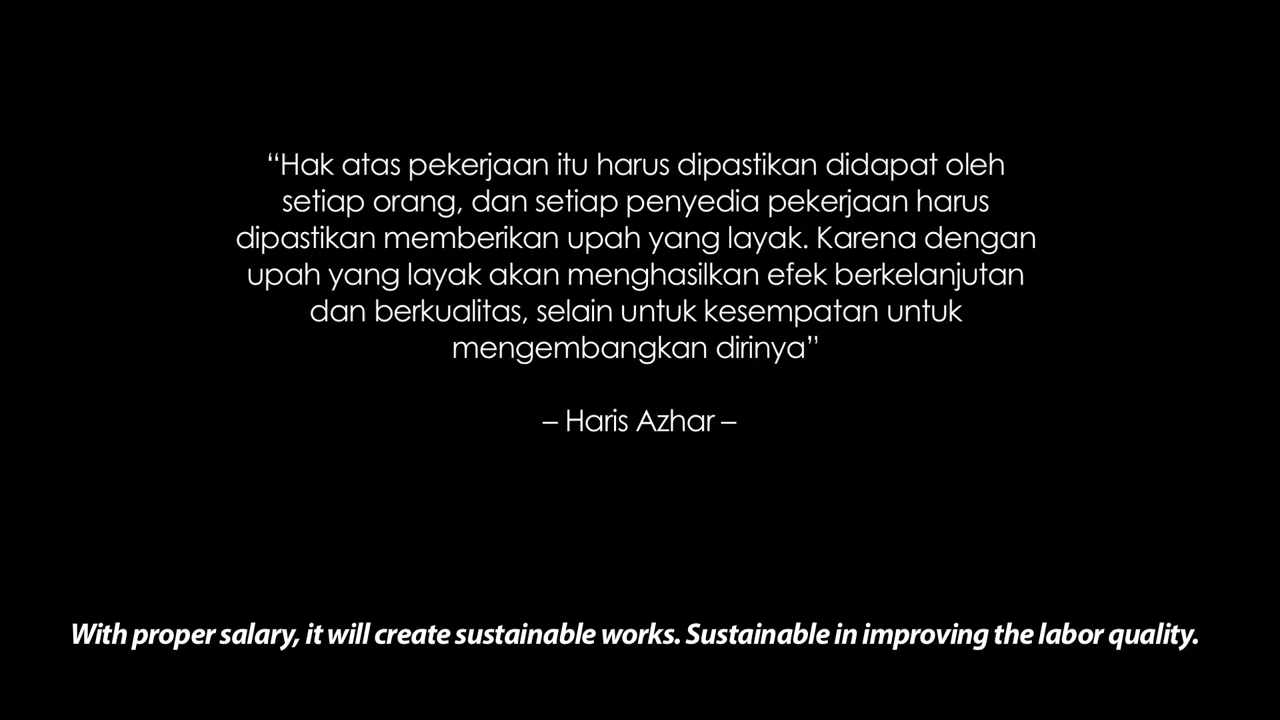 “Hak atas pekerjaan itu harus dipastikan didapat oleh
setiap orang, dan setiap penyedia pekerjaan harus
dipastikan memberikan upah yang layak. Karena dengan
upah yang layak akan menghasilkan efek berkelanjutan
dan berkualitas, selain untuk kesempatan untuk
mengembangkan dirinya”
– Haris Azhar –
With proper salary, it will create sustainable works. Sustainable in improving the labor quality.